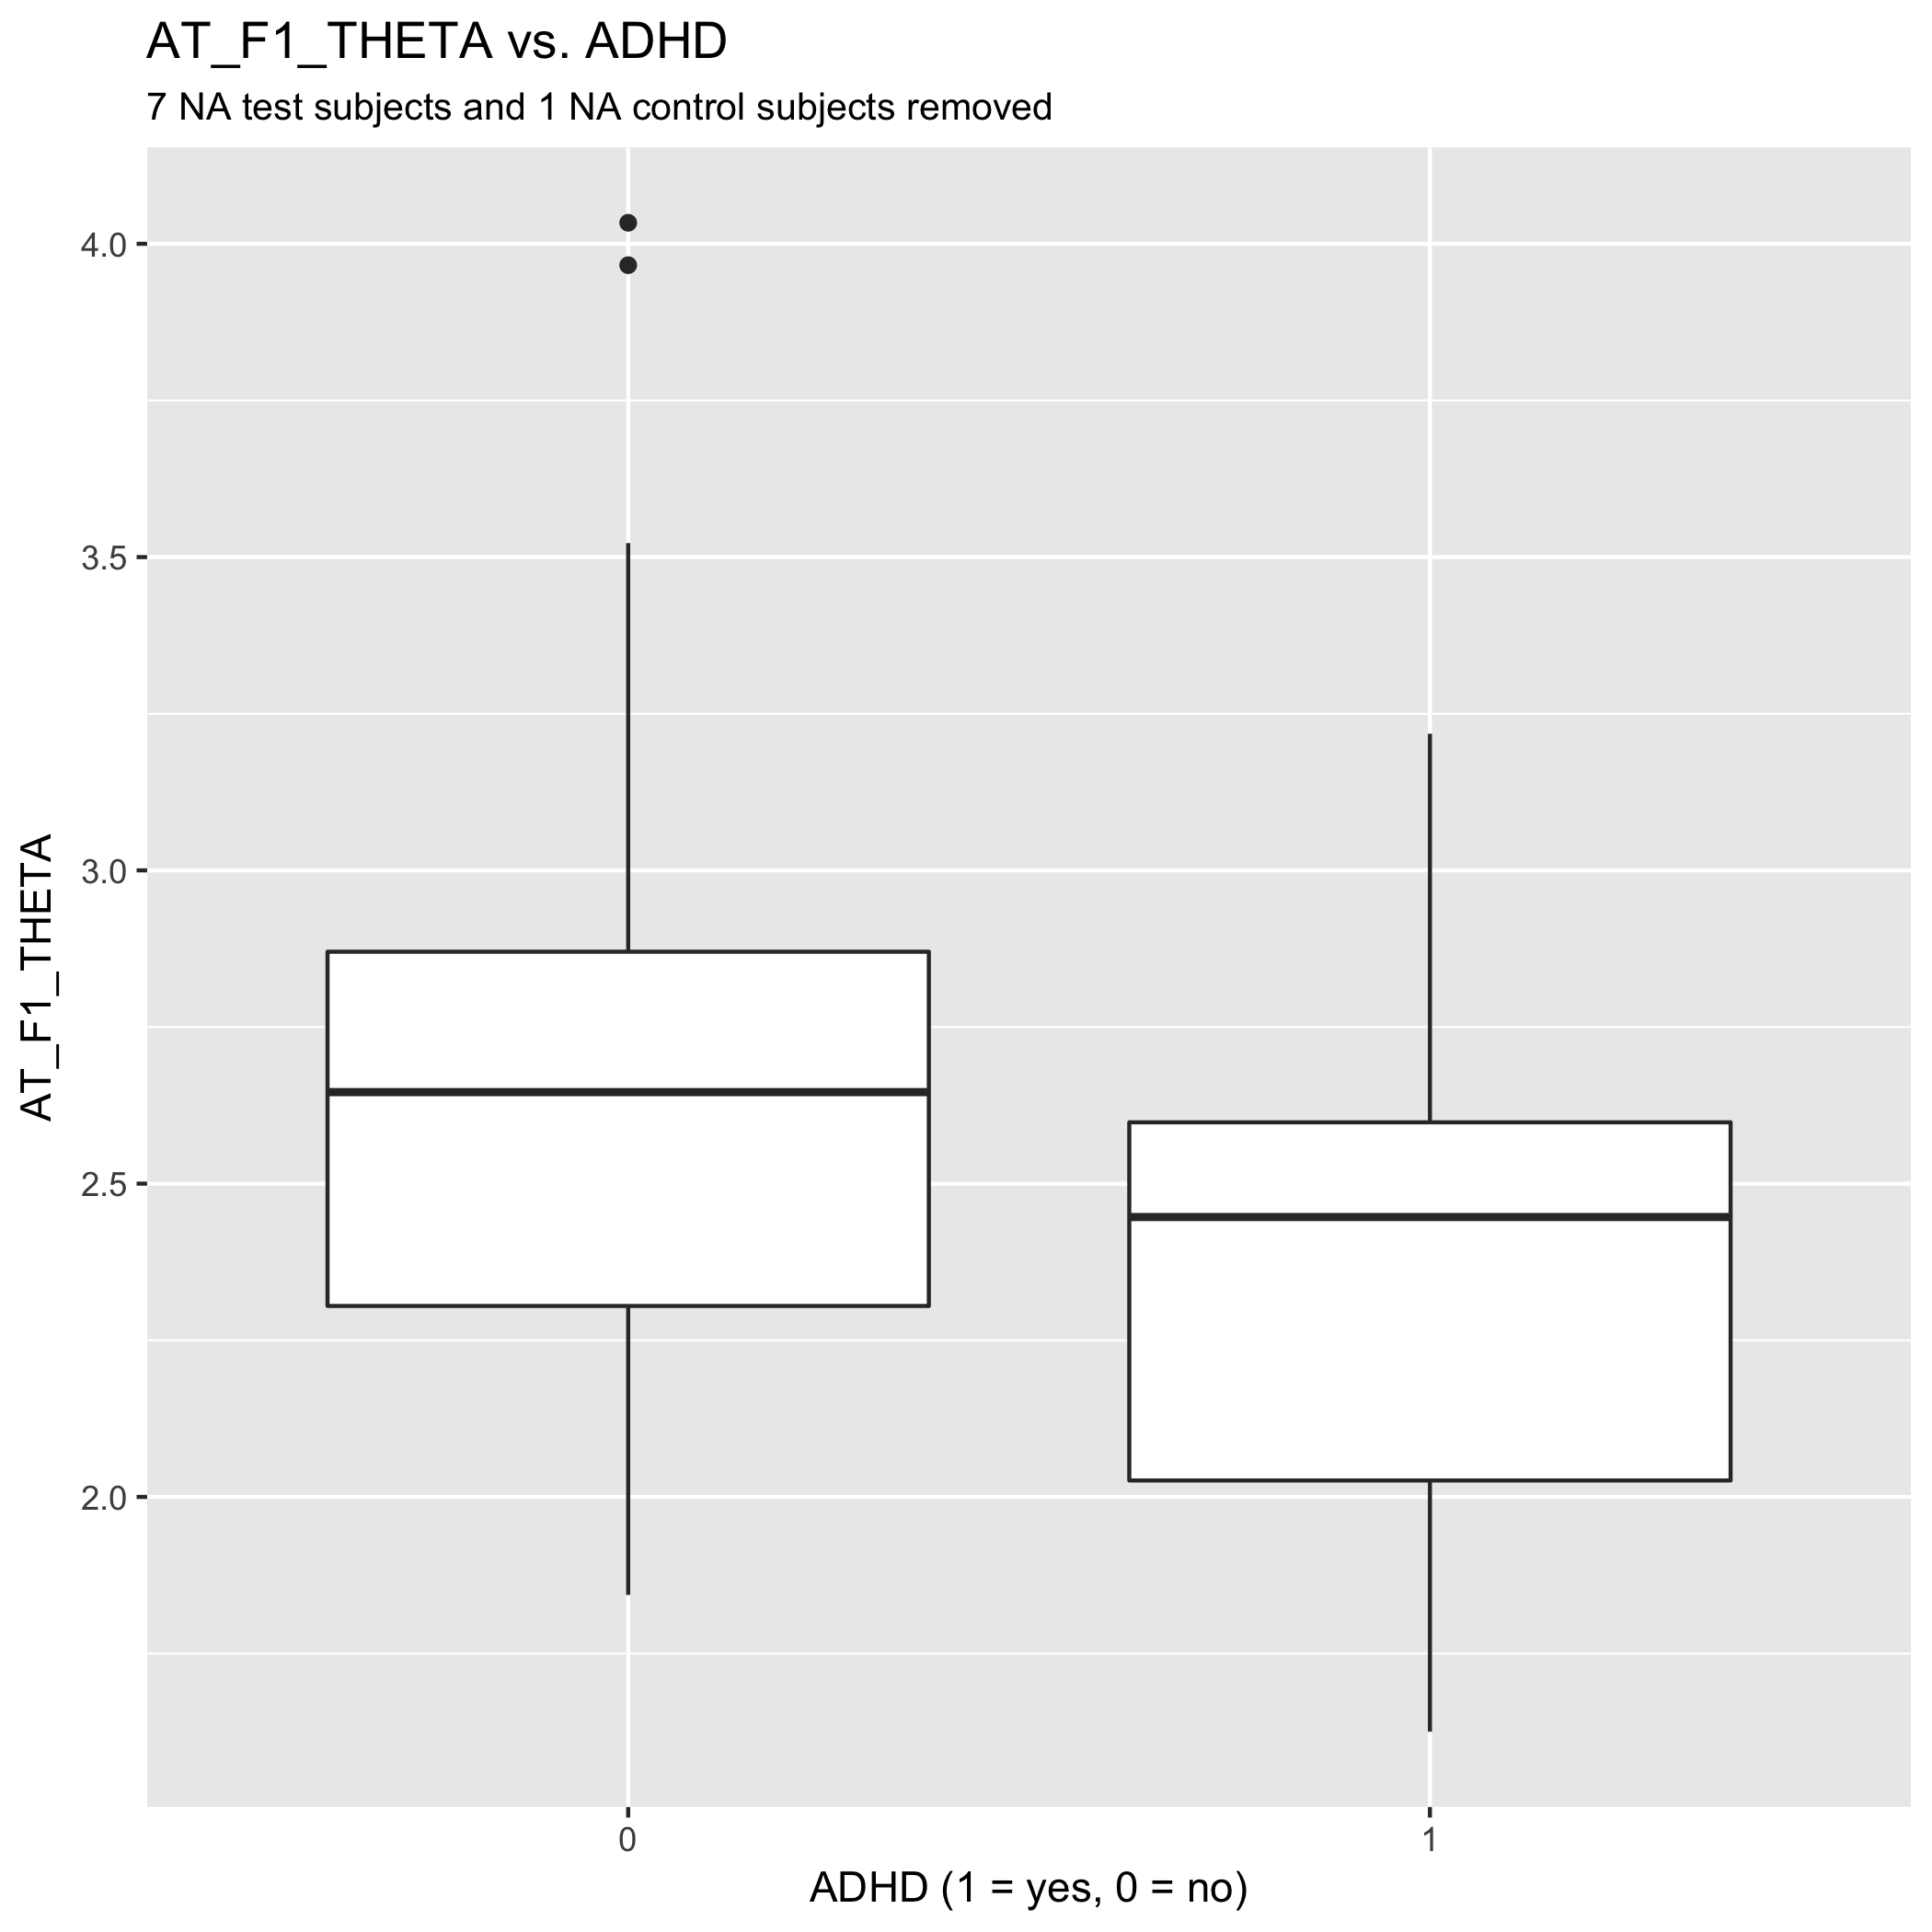 AT_F1_THETA vs. ADHD
7 NA test subjects and 1 NA control subjects removed
AT_F1_THETA
4.0
3.5
3.0
2.5
2.0
0
1
ADHD (1 = yes, 0 = no)